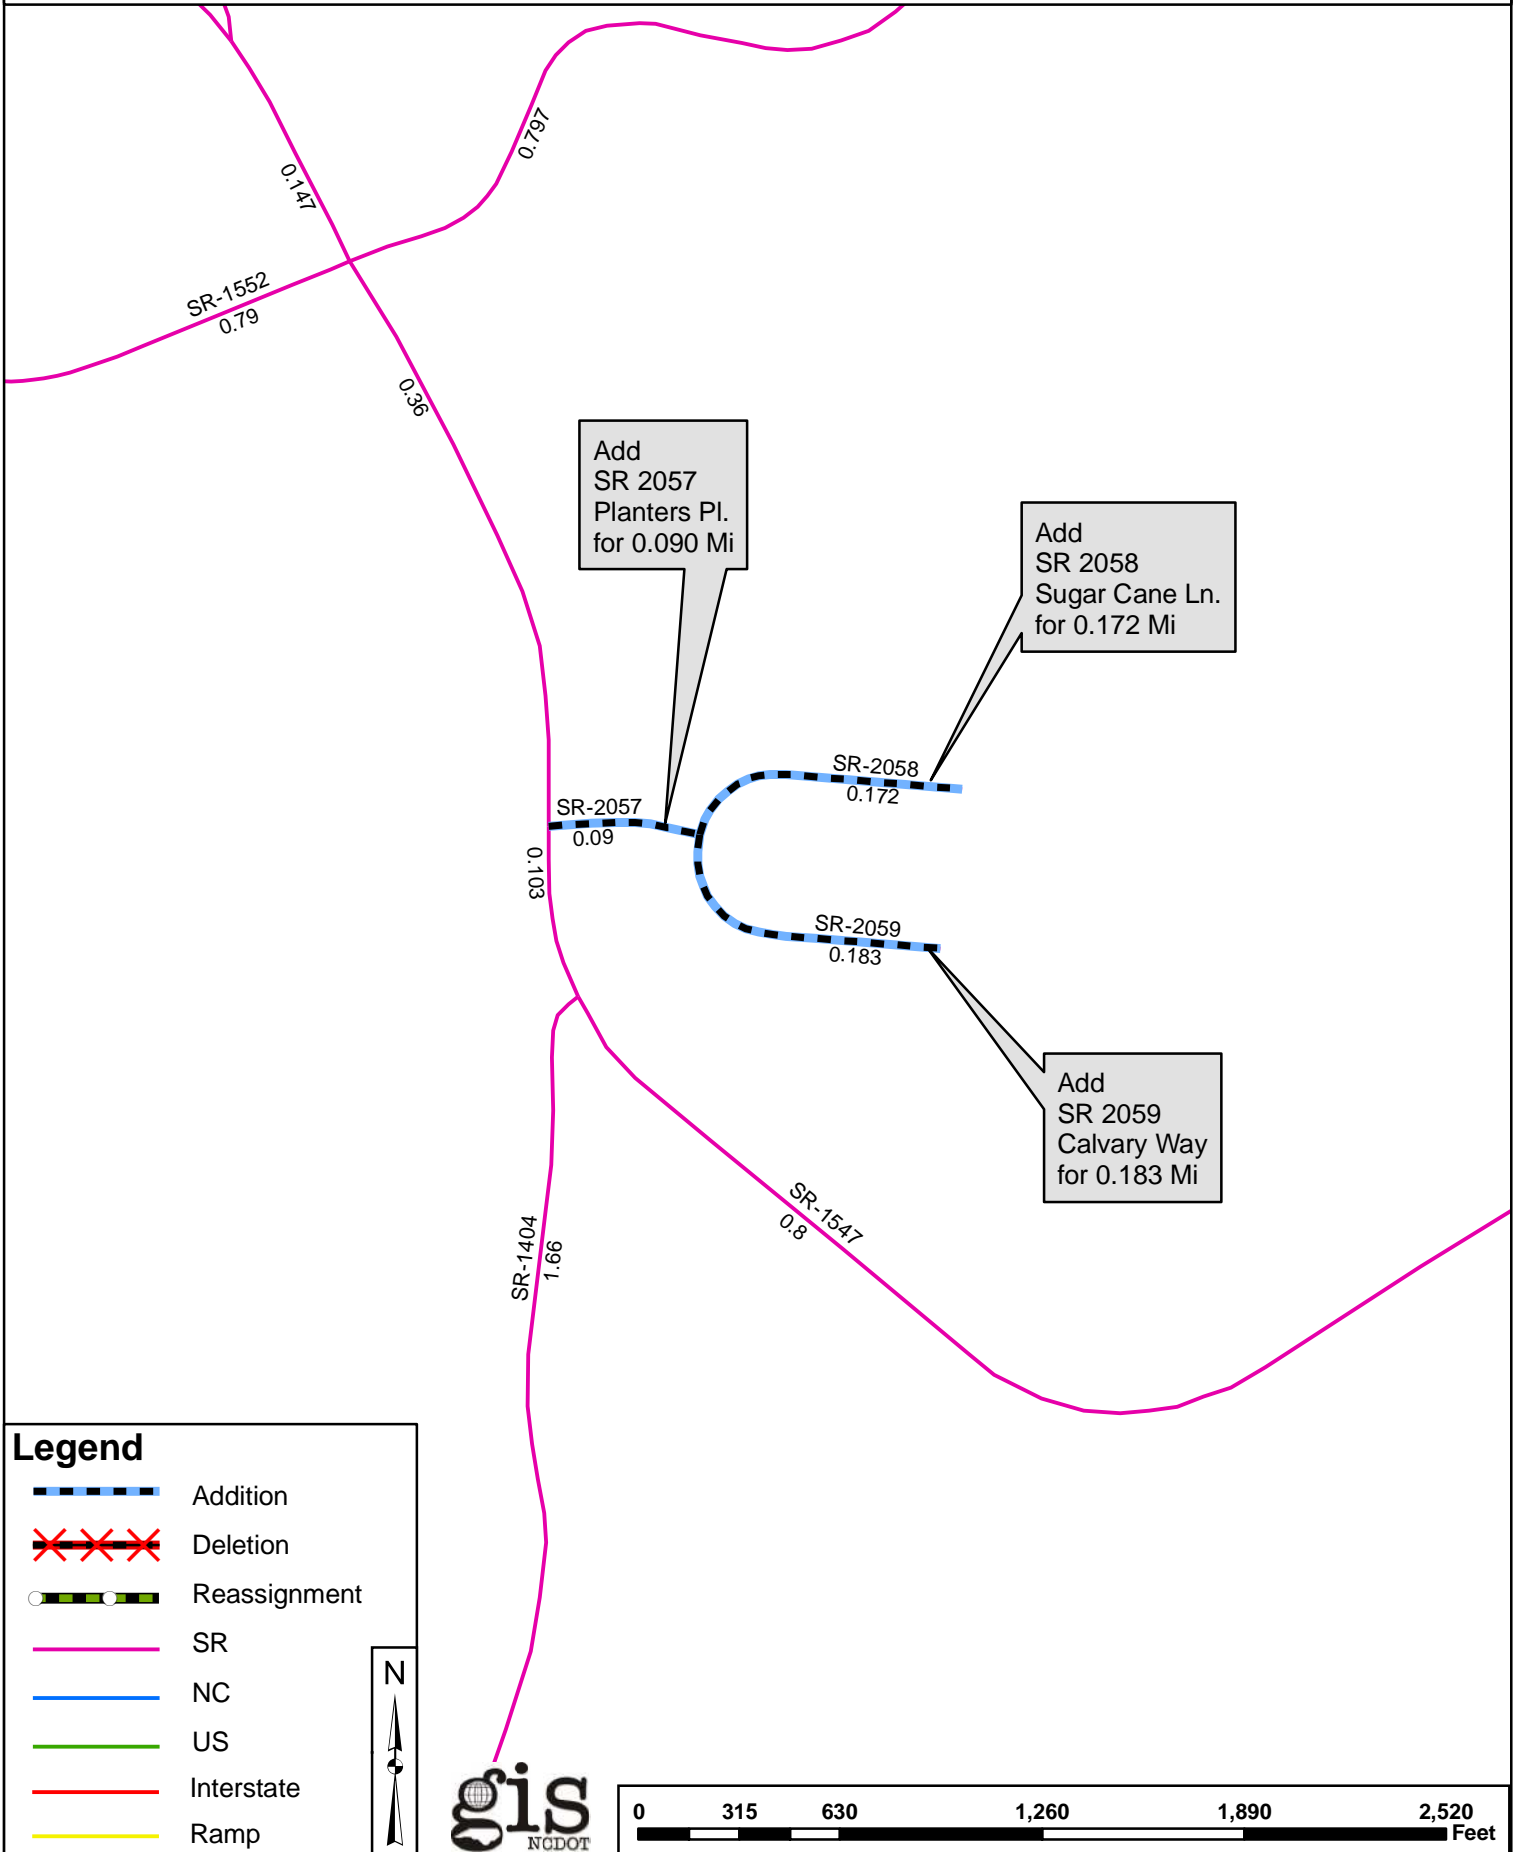 0.797
0.147
SR-1552
0.79
0.36
Add
SR 2057
Planters Pl.
for 0.090 Mi
Add
SR 2058
Sugar Cane Ln.
for 0.172 Mi
SR-2058
0.172
SR-2057
0.09
0.103
SR-2059
0.183
Add
SR 2059
Calvary Way
for 0.183 Mi
SR-1547
0.8
SR-1404
1.66
Legend
Addition
Deletion
Reassignment
SR
NC
US
Interstate
Ramp
N
gis
NCDOT
0 315 630 1,260 1,890 2,520
Feet